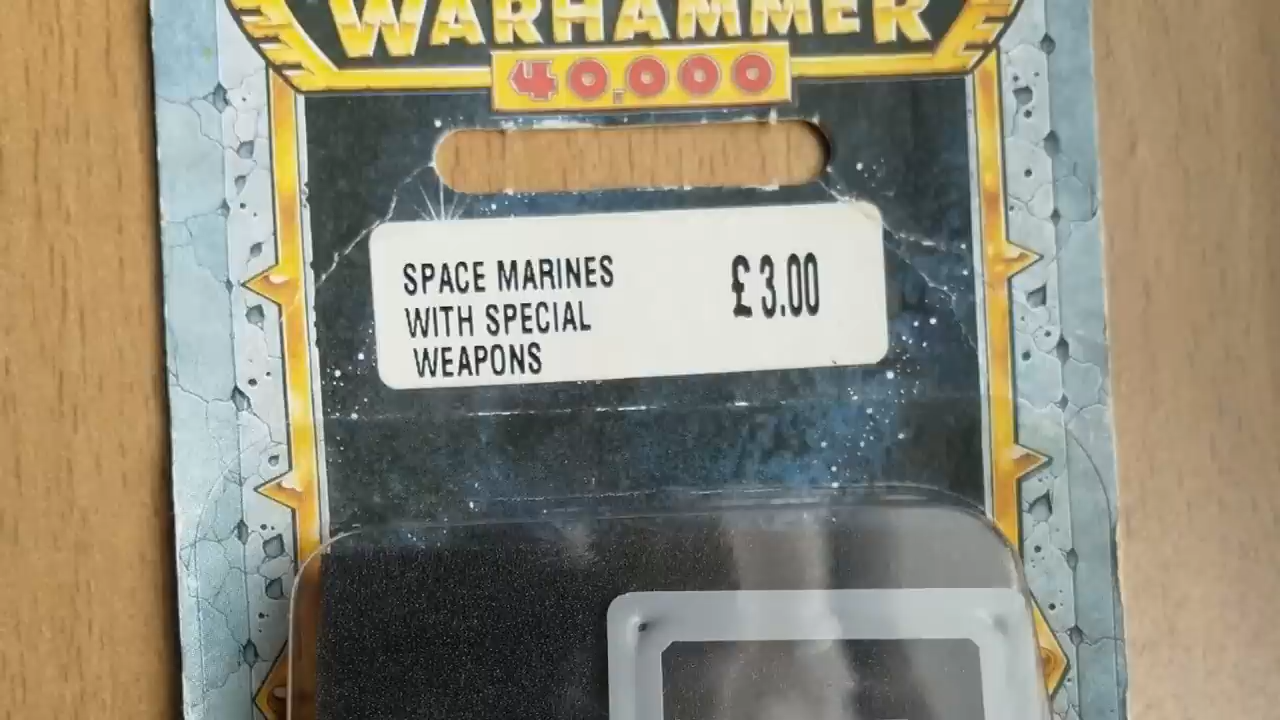 WARHAMMER
40,000
SPACE MARINES
WITH SPECIAL
WEAPONS
£3.00